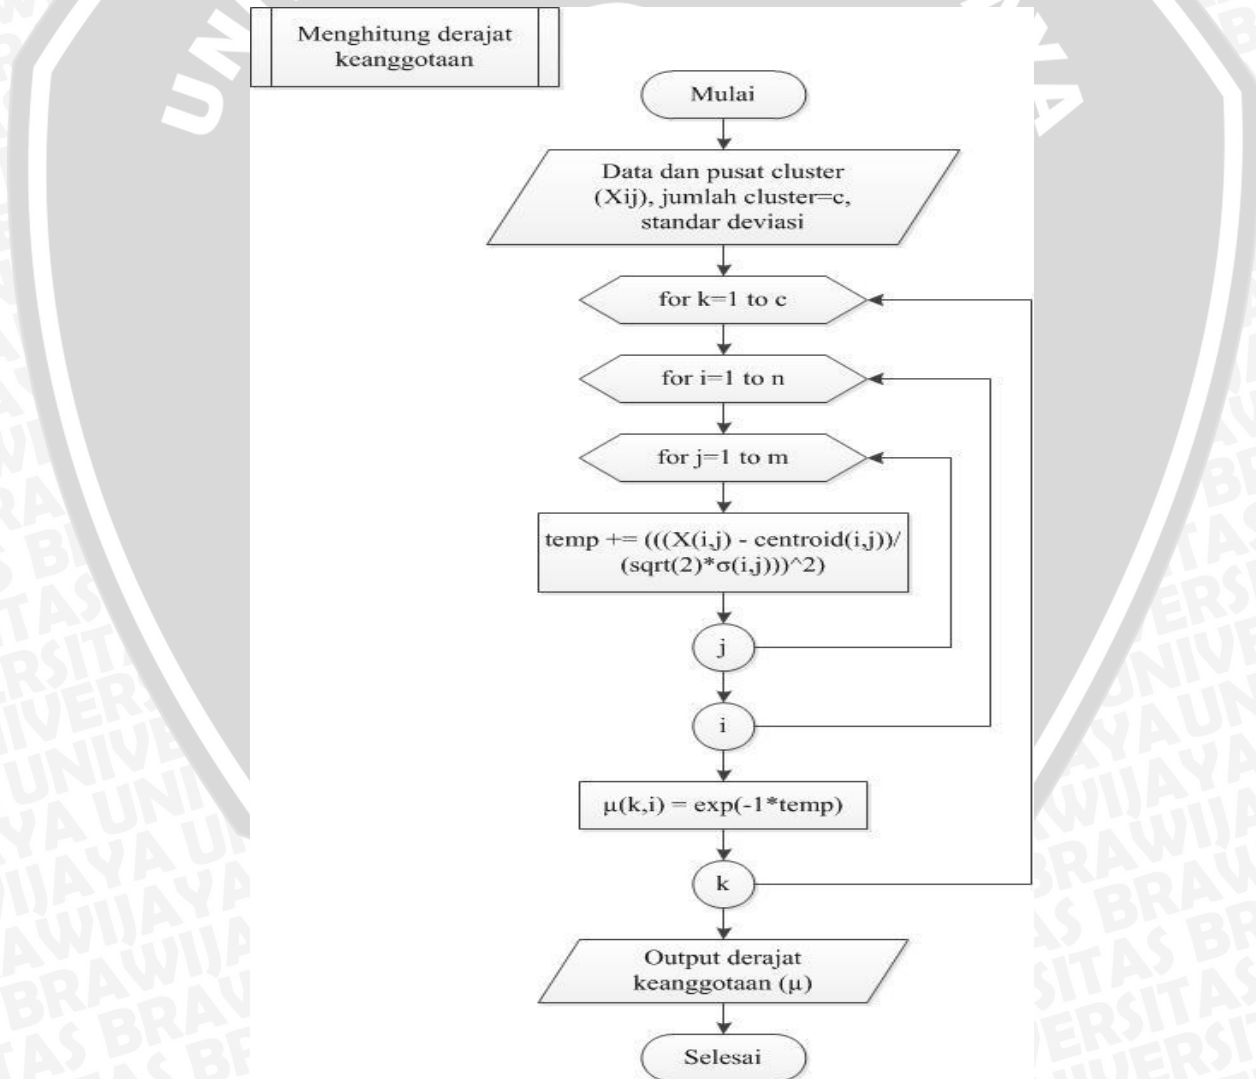 Menghitung derajat
keanggotaan
Mulai
Data dan pusat cluster
(Xij), jumlah cluster=c,
standar deviasi
for k=1 to c
for i=1 to n
for j=1 to m
temp += (((X(i,j) - centroid(i,j))/
(sqrt(2)*σ(i,j)))^2)
j
i
μ(k,i) = exp(-1*temp)
k
Output derajat
keanggotaan (μ)
Selesai